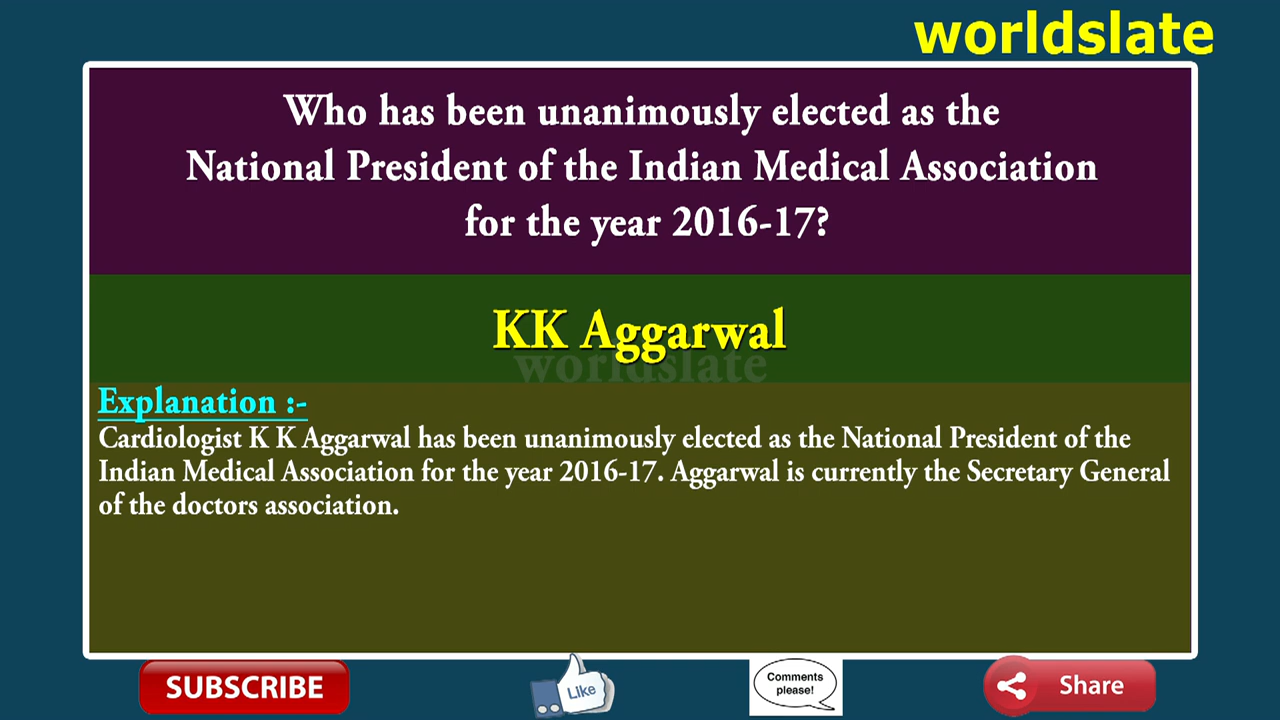 worldslate
Who has been unanimously elected as the
National President of the Indian Medical Association
for the year 2016-17?
KK Aggarwal
worldslate
Explanation :-
Cardiologist K K Aggarwal has been unanimously elected as the National President of the
Indian Medical Association for the year 2016-17. Aggarwal is currently the Secretary General
of the doctors association.
SUBSCRIBE
Like
Comments
please!
Share